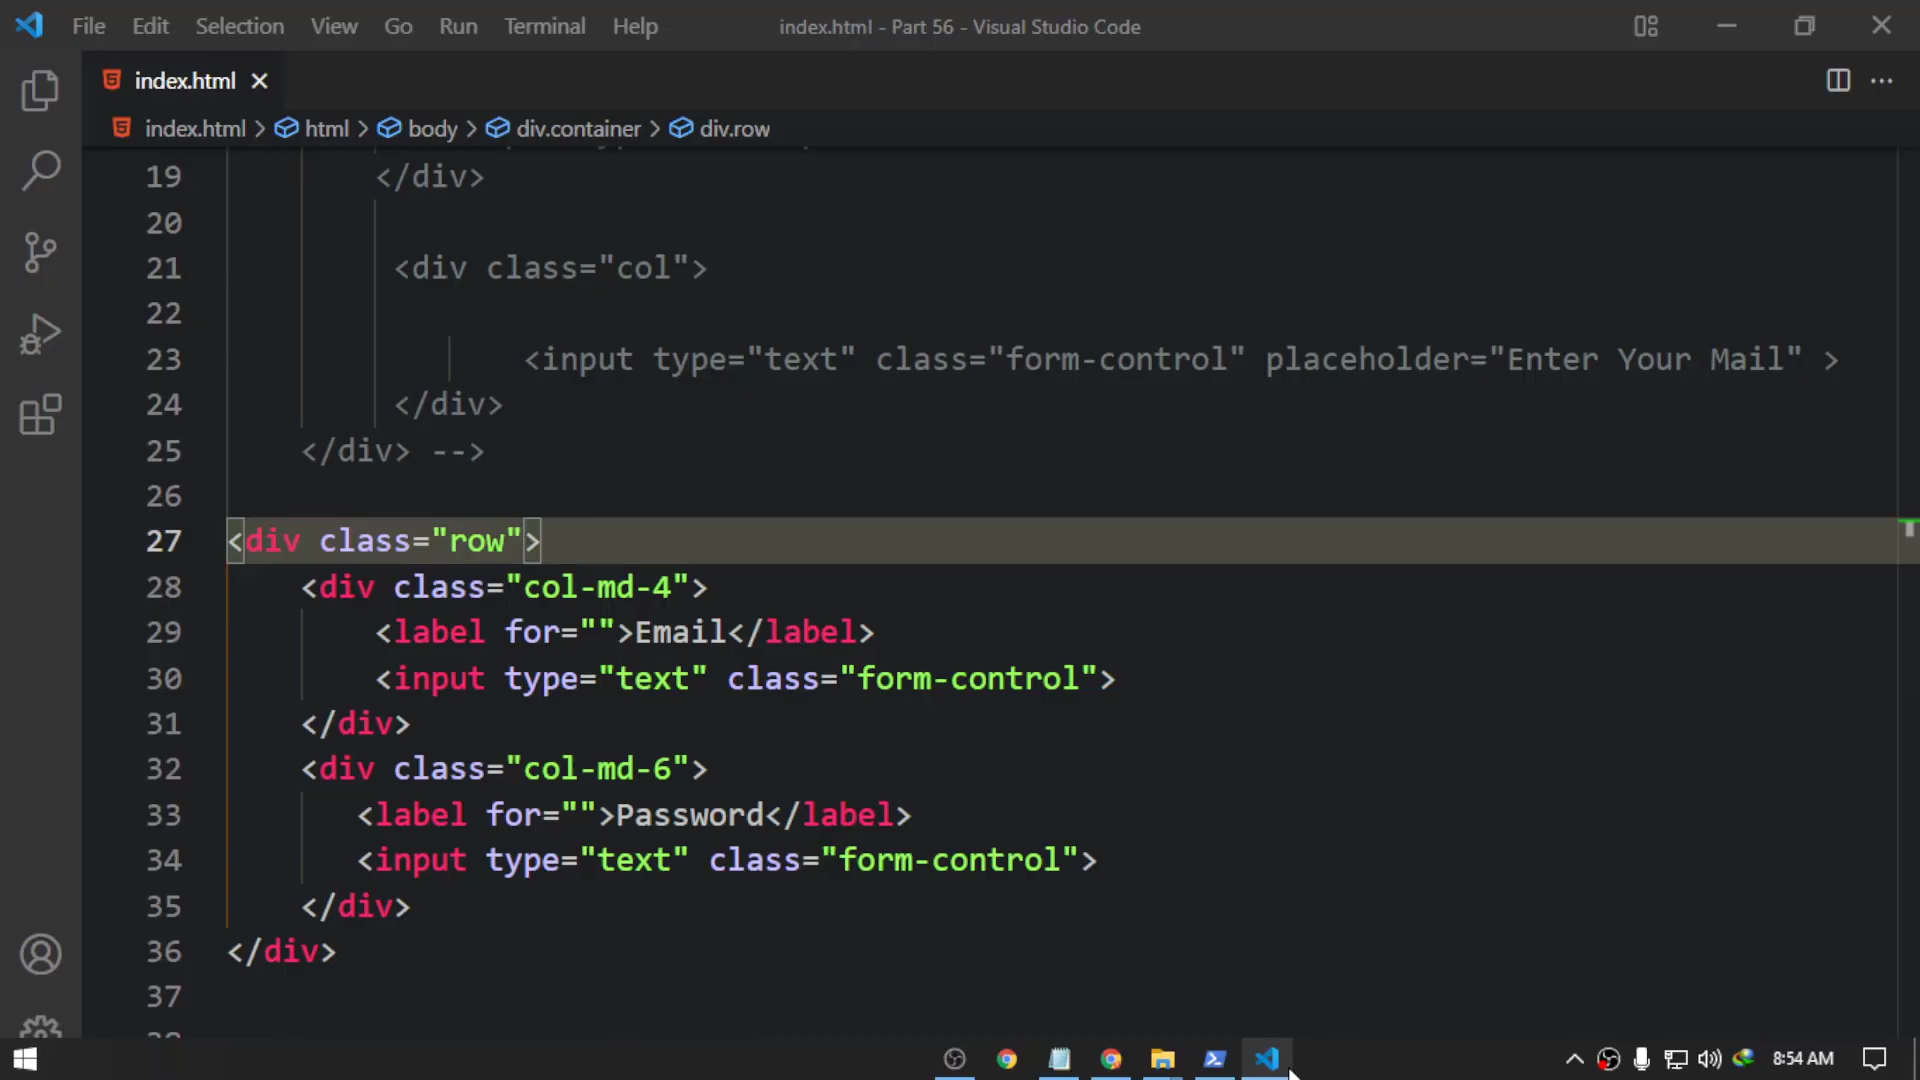 File Edit Selection View Go Run Terminal Help index.html - Part 56 - Visual Studio Code
index.html
index.html > html > body > div.container > div.row
19 </div>
20
21 <div class="col">
22
23 <input type="text" class="form-control" placeholder="Enter Your Mail" >
24 </div>
25 </div> -->
26
27 <div class="row">
28 <div class="col-md-4">
29 <label for="">Email</label>
30 <input type="text" class="form-control">
31 </div>
32 <div class="col-md-6">
33 <label for="">Password</label>
34 <input type="text" class="form-control">
35 </div>
36 </div>
37
8:54 AM